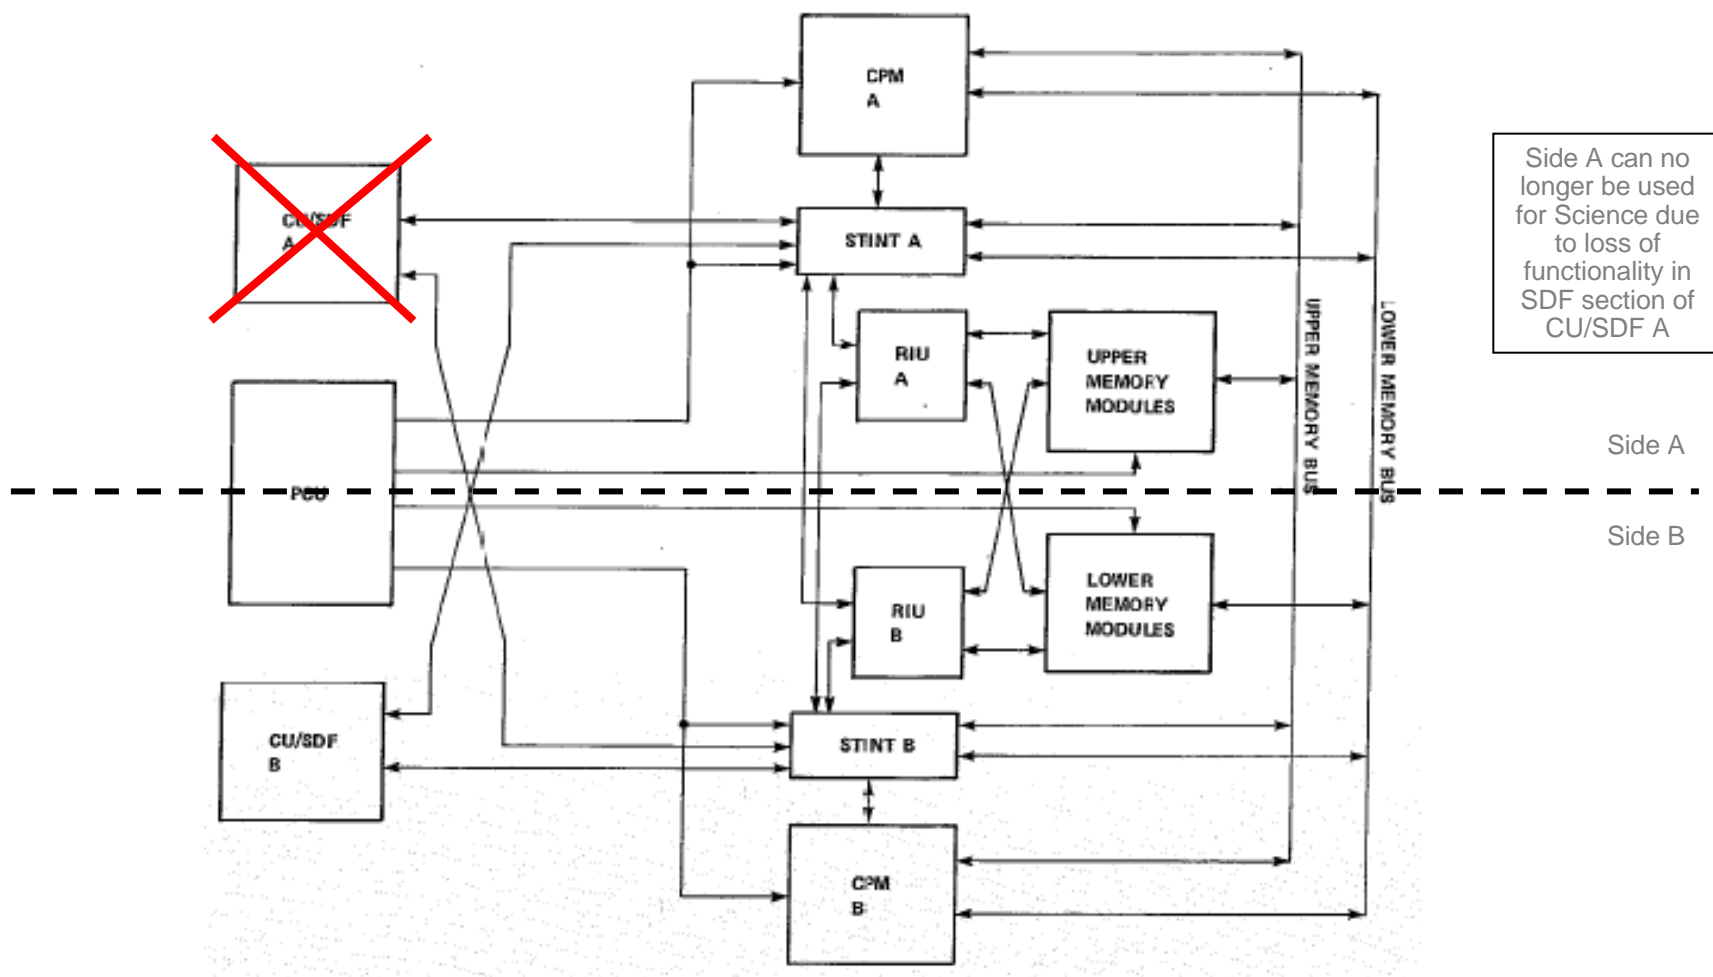 CPM
A
CU/SDF
A
STINT A
Side A can no
longer be used
for Science due
to loss of
functionality in
SDF section of
CU/SDF A
RIU
A
UPPER
MEMORY
MODULES
UPPER MEMORY BUS
LOWER MEMORY BUS
Side A
PCU
Side B
RIU
B
LOWER
MEMORY
MODULES
CU/SDF
B
STINT B
CPM
B